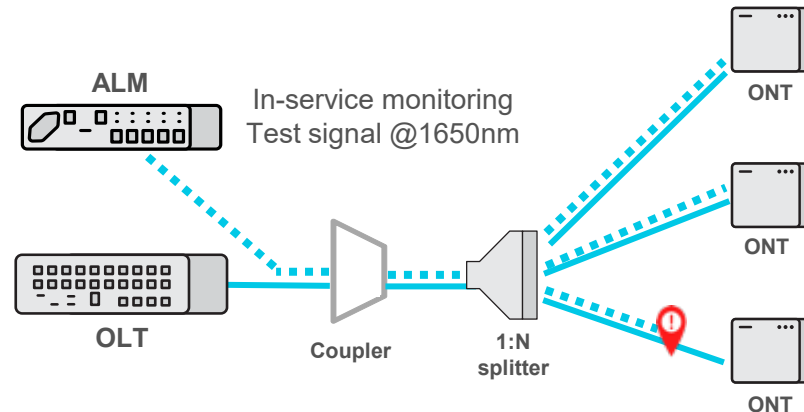 ALM
In-service monitoring
Test signal @1650nm
ONT
ONT
OLT
Coupler
1:N
splitter
!
ONT